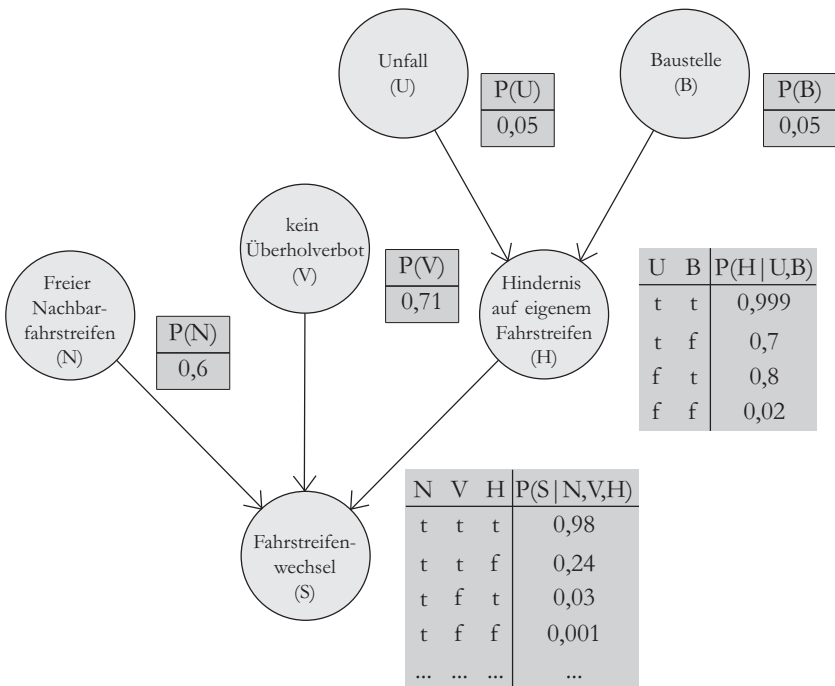 Unfall
(U)
P(U)
0,05
Baustelle
(B)
P(B)
0,05
kein
Überholverbot
(V)
P(V)
0,71
Freier
Nachbar-
fahrstreifen
(N)
P(N)
0,6
Hindernis
auf eigenem
Fahrstreifen
(H)
U B P(H|U,B)
t t 0,999
t f 0,7
f t 0,8
f f 0,02
Fahrstreifen-
wechsel
(S)
N V H P(S|N,V,H)
t t t 0,98
t t f 0,24
t f t 0,03
t f f 0,001
... ... ... ...